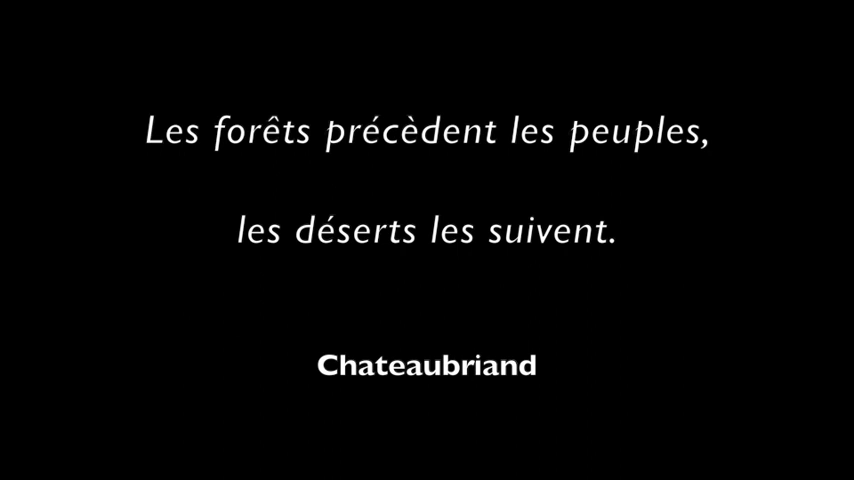 Les forêts précèdent les peuples,
les déserts les suivent.
Chateaubriand